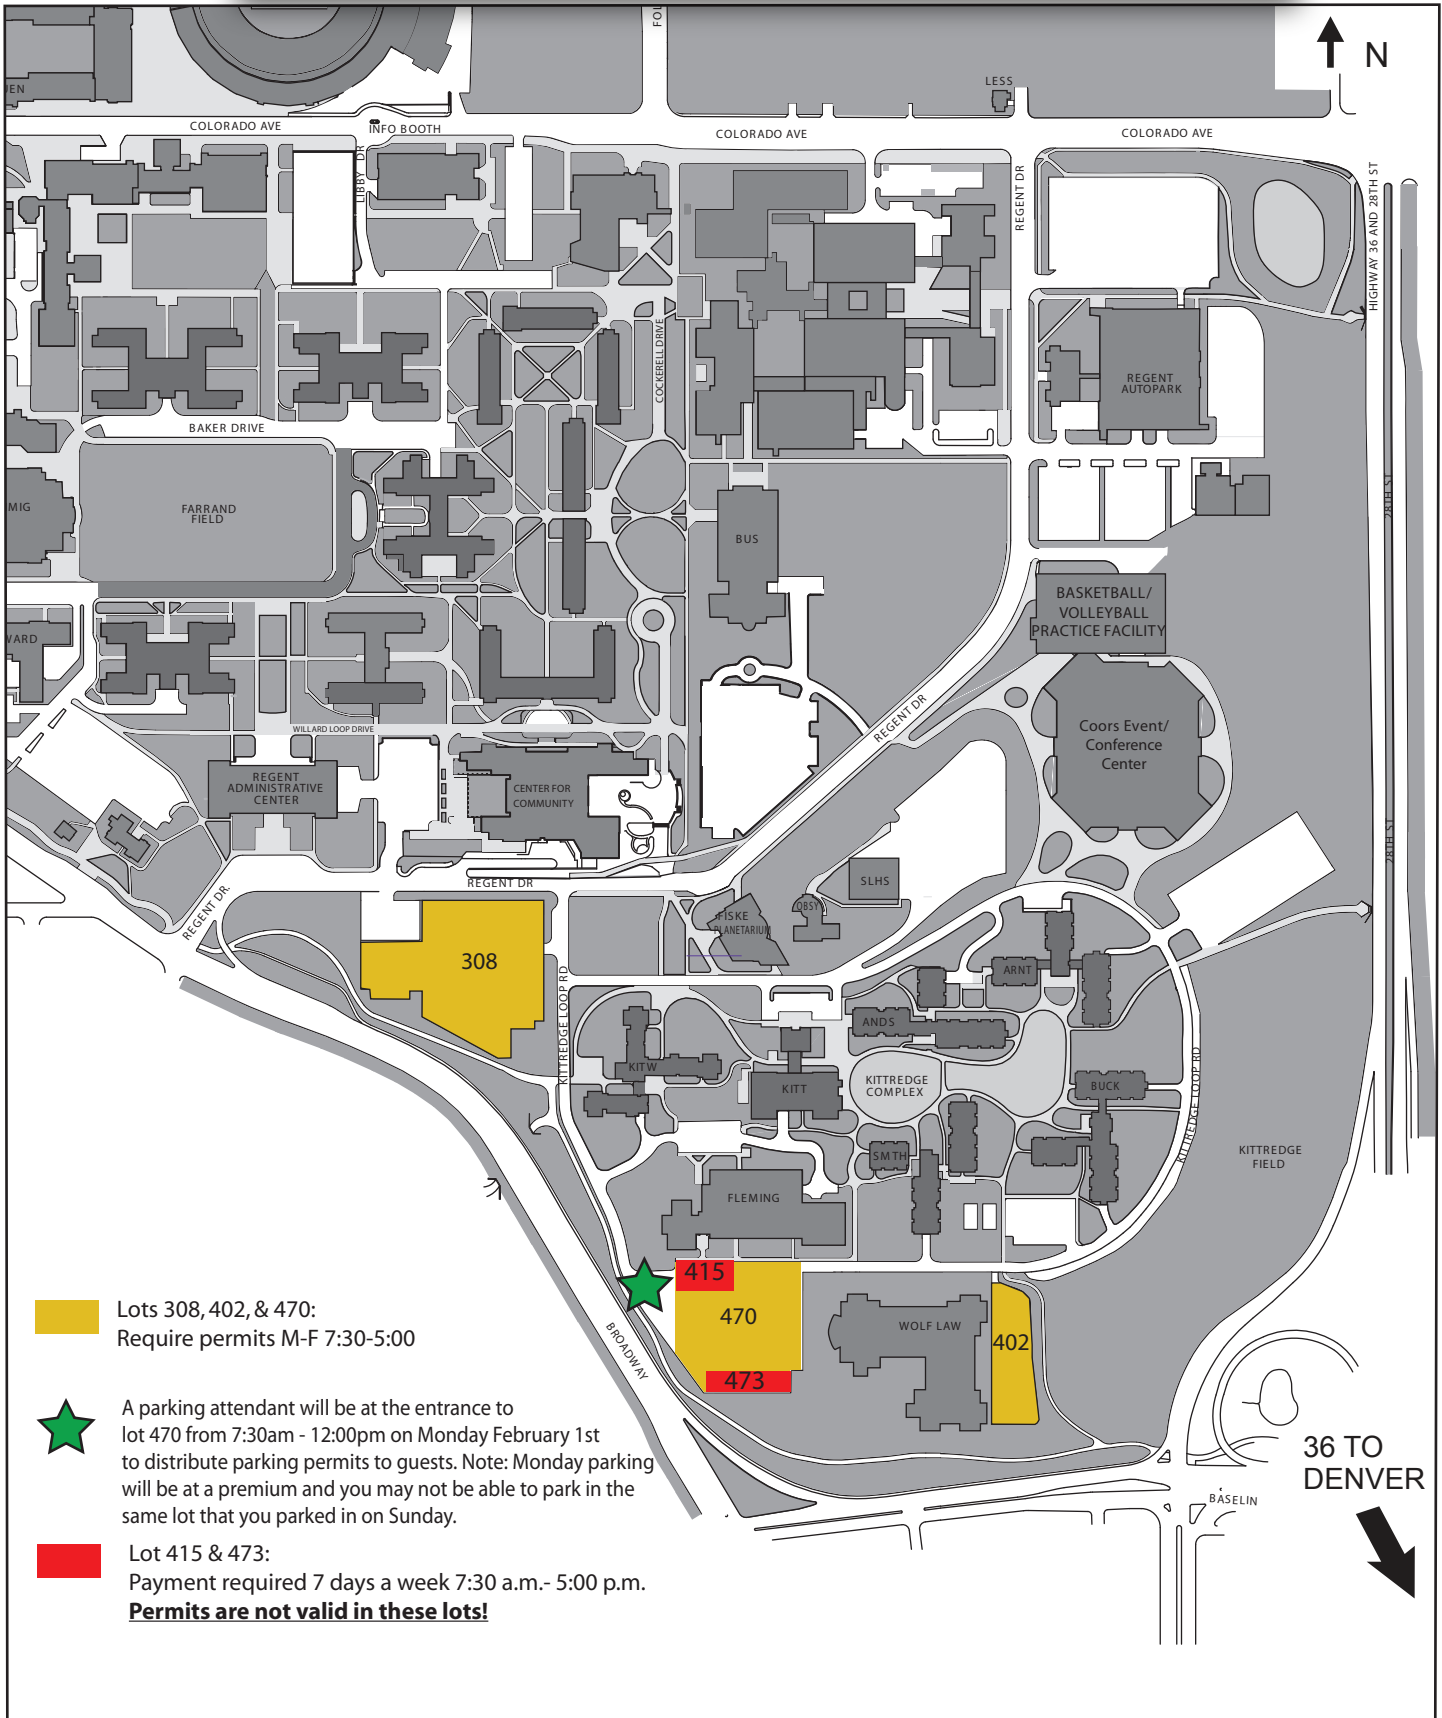 N
FOL
LESS
UEN
COLORADO AVE
INFO BOOTH
COLORADO AVE
COLORADO AVE
LIBBY DR
REGENT DR
HIGHWAY 36 AND 28TH ST
COCKERELL DRIVE
REGENT
AUTOPARK
BAKER DRIVE
MIG
FARRAND
FIELD
BUS
28TH ST
BASKETBALL/
VOLLEYBALL
PRACTICE FACILITY
WARD
REGENT DR
Coors Event/
Conference
Center
WILLARD LOOP DRIVE
REGENT
ADMINISTRATIVE
CENTER
CENTER FOR
COMMUNITY
28TH ST
REGENT DR
SLHS
REGENT DR.
FISKE
PLANETARIUM
OBSY
308
KITTREDGE LOOP RD
ARNT
ANDS
KITW
KITT
KITTREDGE
COMPLEX
BUCK
KITTREDGE LOOP RD
SMTH
KITTREDGE
FIELD
FLEMING
415
470
473
WOLF LAW
402
BROADWAY
Lots 308, 402, & 470:
Require permits M-F 7:30-5:00
A parking attendant will be at the entrance to
lot 470 from 7:30am - 12:00pm on Monday February 1st
to distribute parking permits to guests. Note: Monday parking
will be at a premium and you may not be able to park in the
same lot that you parked in on Sunday.
36 TO
DENVER
BASELIN
Lot 415 & 473:
Payment required 7 days a week 7:30 a.m.- 5:00 p.m.
Permits are not valid in these lots!